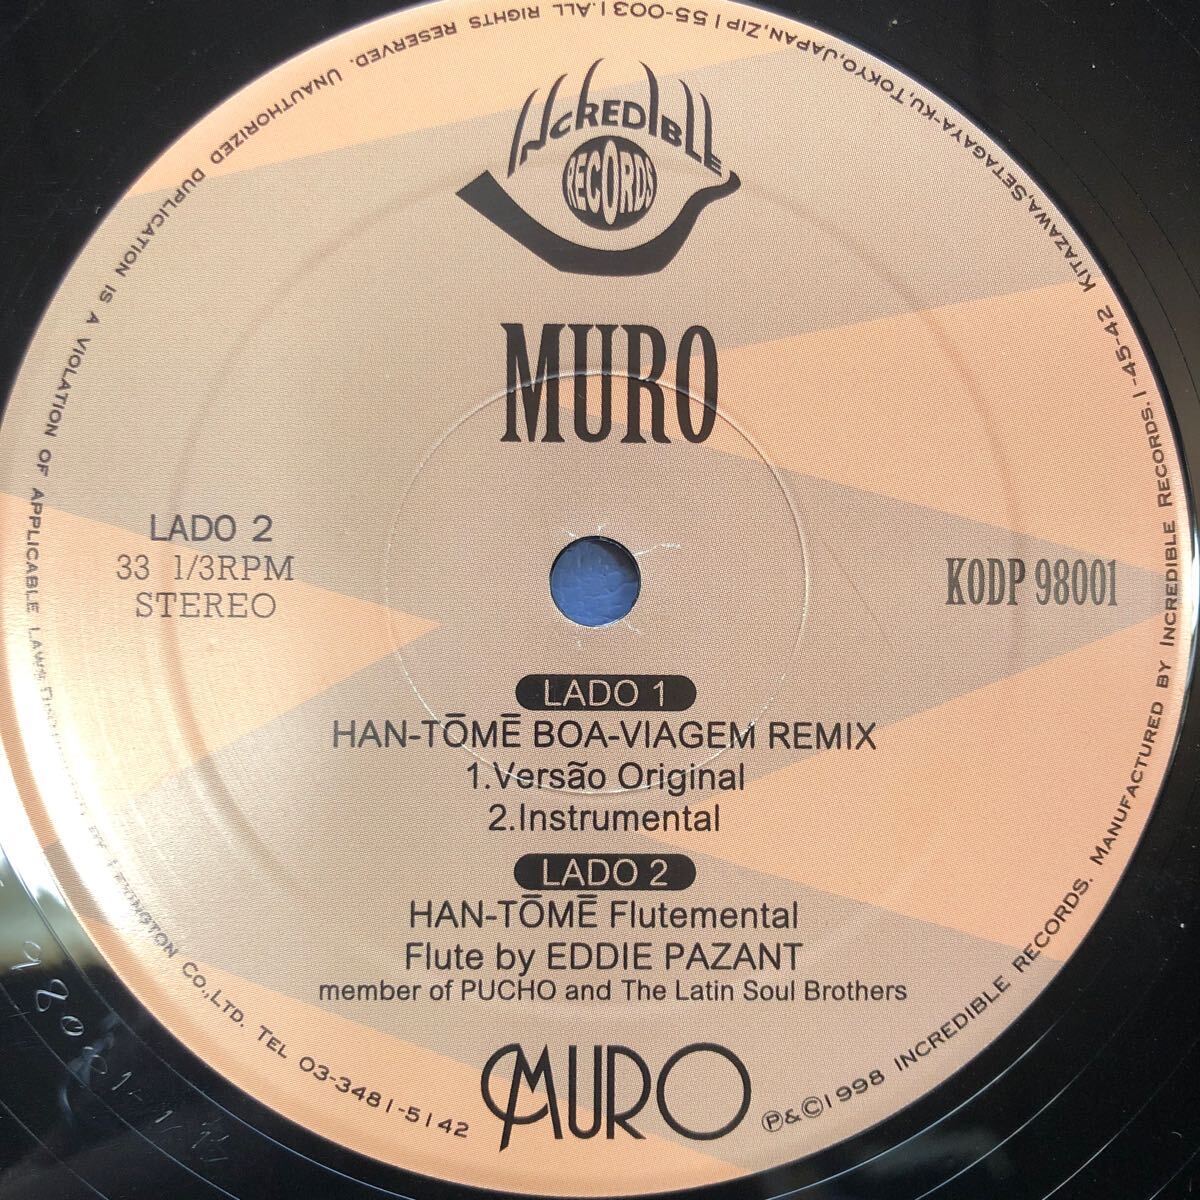 INCREDIBLE
RECORDS
MURO
LADO 2
33 1/3RPM
STEREO
KODP 98001
LADO 1
HAN-TŌMĒ BOA-VIAGEM REMIX
1.Versão Original
2.Instrumental
LADO 2
HAN-TŌMĒ Flutemental
Flute by EDDIE PAZANT
member of PUCHO and The Latin Soul Brothers
MURO
℗&©1998 INCREDIBLE RECORDS. MANUFACTURED BY INCREDIBLE RECORDS. 1-45-42 KITAZAWA,SETAGAYA-KU,TOKYO,JAPAN,ZIP155-0031. ALL RIGHTS RESERVED. UNAUTHORIZED DUPLICATION IS A VIOLATION OF APPLICABLE LAWS
CO.,LTD. TEL 03-3481-5142